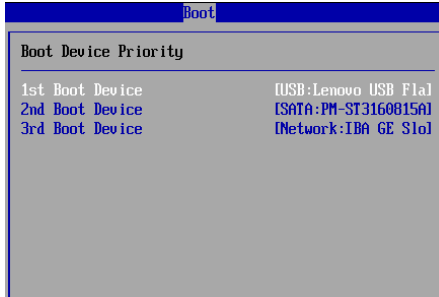 Boot
Boot Device Priority
1st Boot Device [USB:Lenovo USB Fla]
2nd Boot Device [SATA:PM-ST3160815A]
3rd Boot Device [Network:IBA GE Slo]